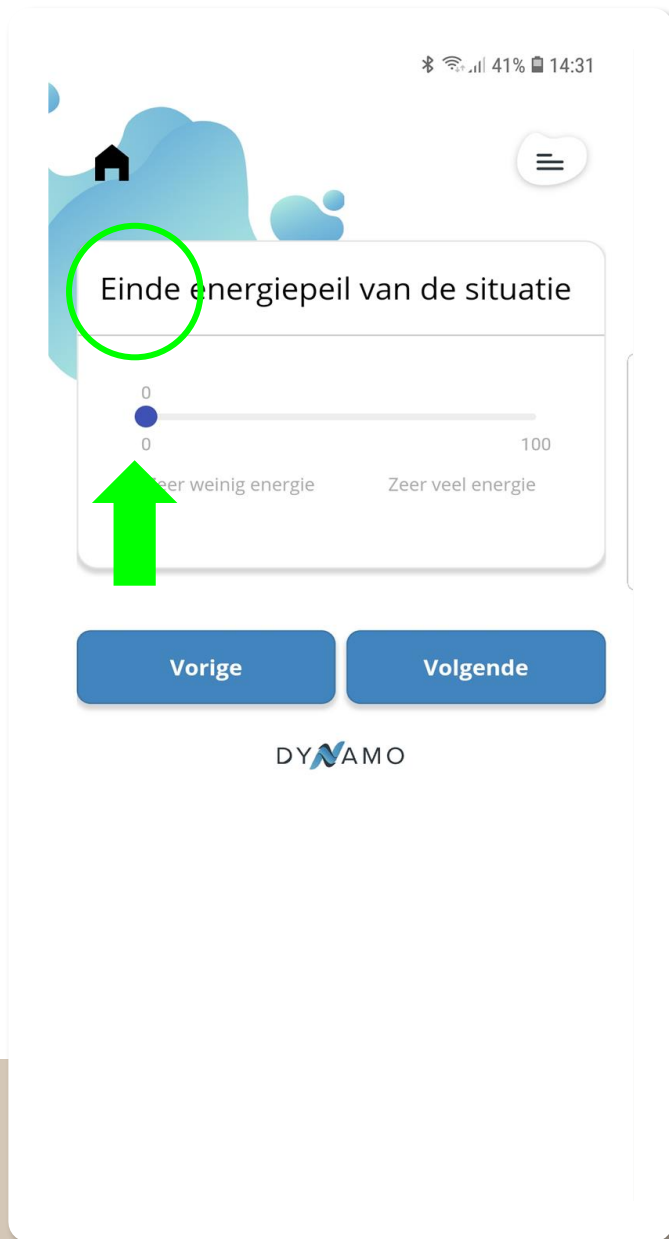 41% 14:31
Einde energiepeil van de situatie
0
0 100
Zeer weinig energie Zeer veel energie
Vorige Volgende
DYNAMO